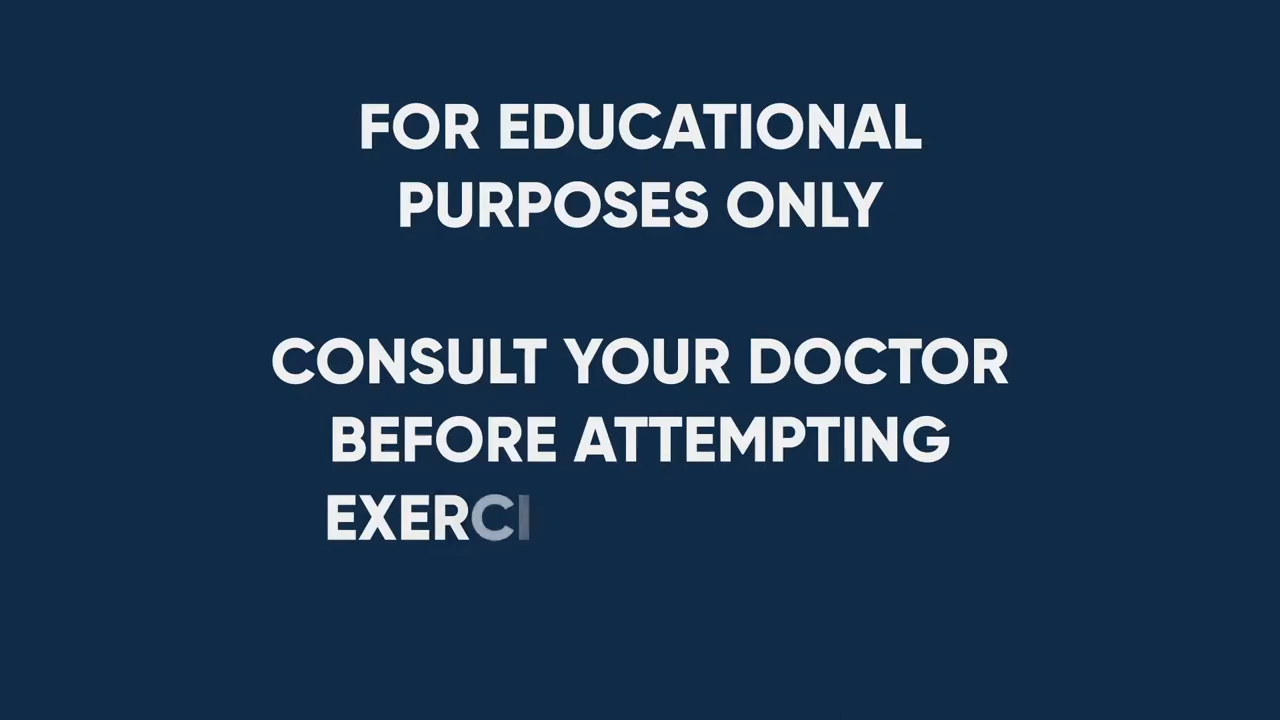 FOR EDUCATIONAL
PURPOSES ONLY
CONSULT YOUR DOCTOR
BEFORE ATTEMPTING
EXERCI